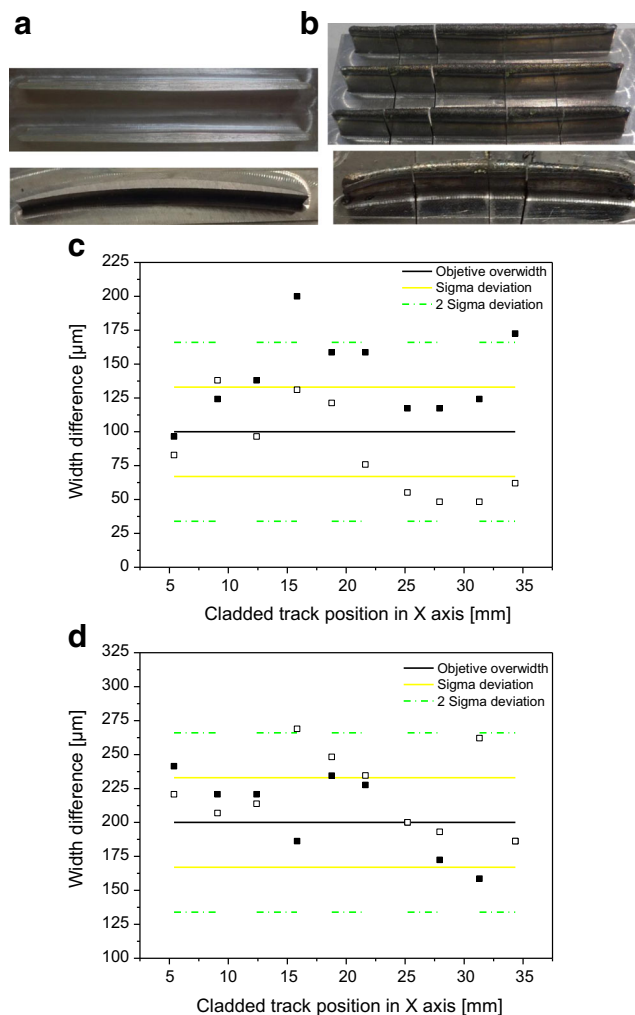 a
b
c
225
200
175
150
125
100
75
50
25
0
Width difference [µm]
Objetive overwidth
Sigma deviation
2 Sigma deviation
5 10 15 20 25 30 35
Cladded track position in X axis [mm]
d
325
300
275
250
225
200
175
150
125
100
Width difference [µm]
Objetive overwidth
Sigma deviation
2 Sigma deviation
5 10 15 20 25 30 35
Cladded track position in X axis [mm]